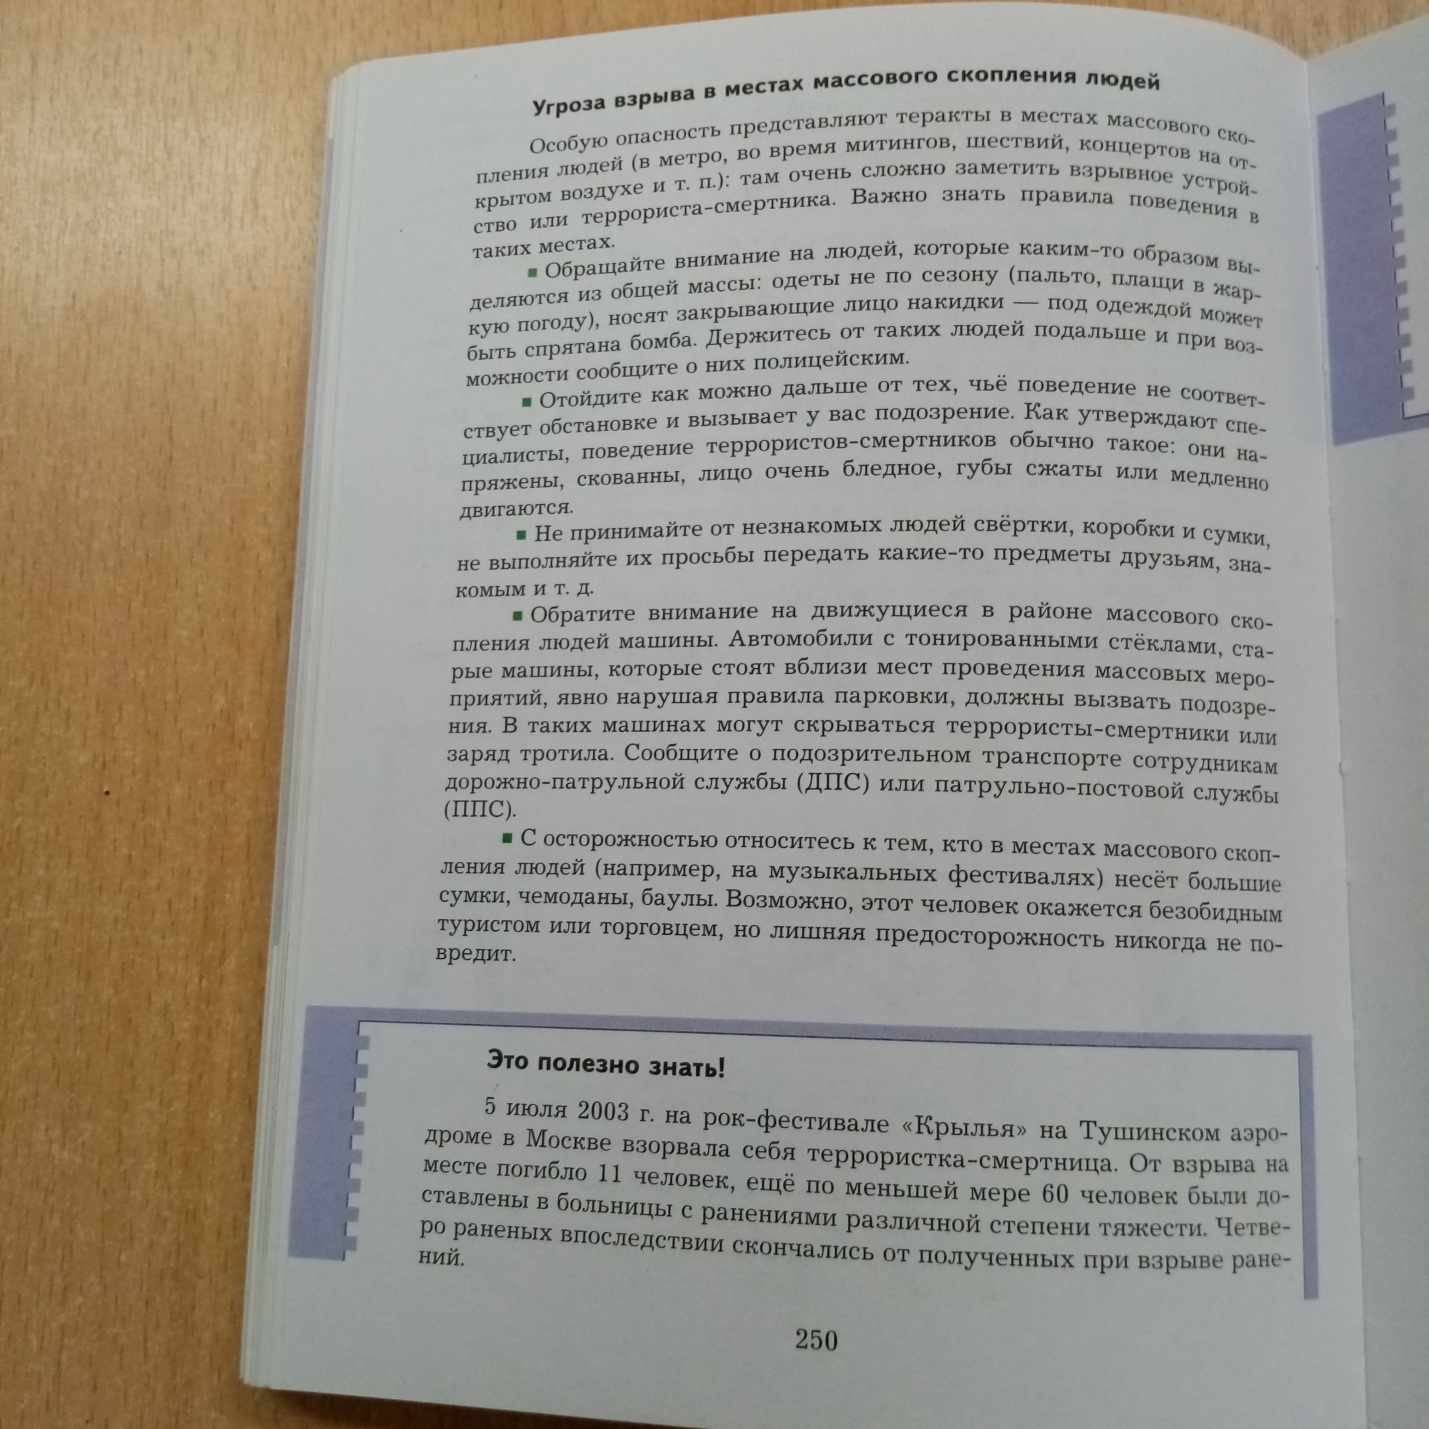 Угроза взрыва в местах массового скопления людей
Особую опасность представляют теракты в местах массового ско-
пления людей (в метро, во время митингов, шествий, концертов на от-
крытом воздухе и т. п.): там очень сложно заметить взрывное устрой-
ство или террориста-смертника. Важно знать правила поведения в
таких местах.
▪ Обращайте внимание на людей, которые каким-то образом вы-
деляются из общей массы: одеты не по сезону (пальто, плащи в жар-
кую погоду), носят закрывающие лицо накидки — под одеждой может
быть спрятана бомба. Держитесь от таких людей подальше и при воз-
можности сообщите о них полицейским.
▪ Отойдите как можно дальше от тех, чьё поведение не соответ-
ствует обстановке и вызывает у вас подозрение. Как утверждают спе-
циалисты, поведение террористов-смертников обычно такое: они на-
пряжены, скованны, лицо очень бледное, губы сжаты или медленно
двигаются.
▪ Не принимайте от незнакомых людей свёртки, коробки и сумки,
не выполняйте их просьбы передать какие-то предметы друзьям, зна-
комым и т. д.
▪ Обратите внимание на движущиеся в районе массового ско-
пления людей машины. Автомобили с тонированными стёклами, ста-
рые машины, которые стоят вблизи мест проведения массовых меро-
приятий, явно нарушая правила парковки, должны вызвать подозре-
ния. В таких машинах могут скрываться террористы-смертники или
заряд тротила. Сообщите о подозрительном транспорте сотрудникам
дорожно-патрульной службы (ДПС) или патрульно-постовой службы
(ППС).
▪ С осторожностью относитесь к тем, кто в местах массового скоп-
ления людей (например, на музыкальных фестивалях) несёт большие
сумки, чемоданы, баулы. Возможно, этот человек окажется безобидным
туристом или торговцем, но лишняя предосторожность никогда не по-
вредит.
Это полезно знать!
5 июля 2003 г. на рок-фестивале «Крылья» на Тушинском аэро-
дроме в Москве взорвала себя террористка-смертница. От взрыва на
месте погибло 11 человек, ещё по меньшей мере 60 человек были до-
ставлены в больницы с ранениями различной степени тяжести. Четве-
ро раненых впоследствии скончались от полученных при взрыве ране-
ний.
250